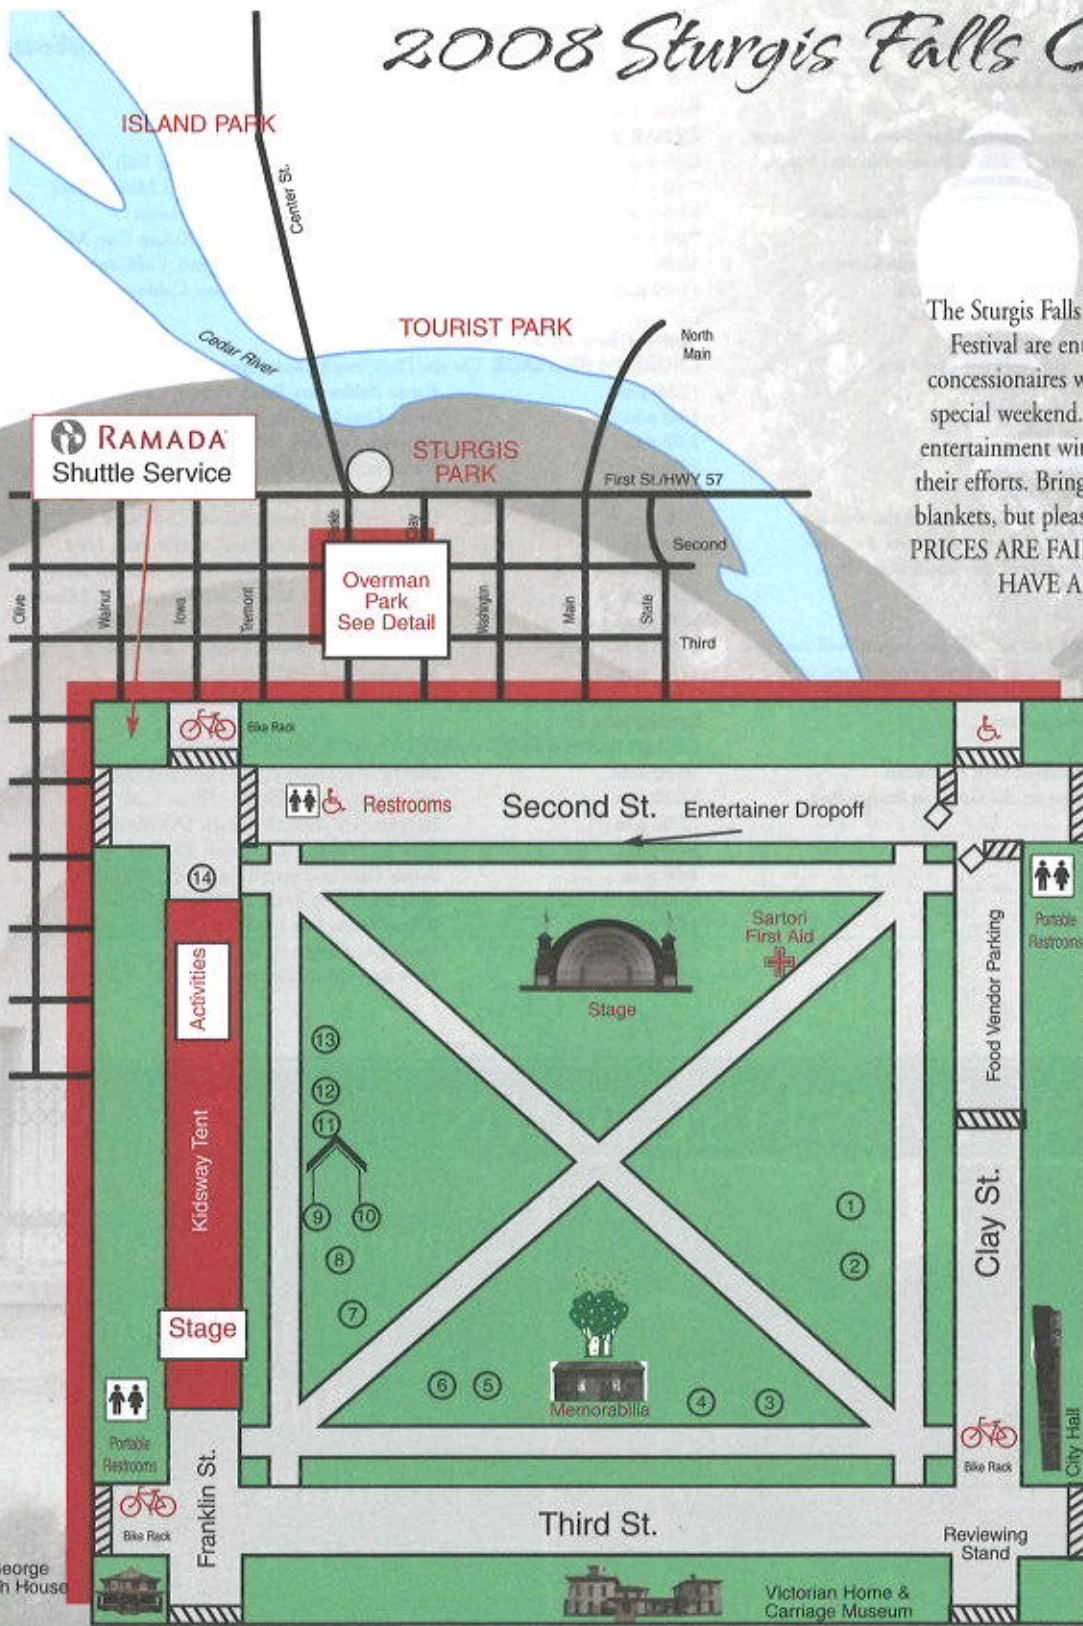 2008 Sturgis Falls C
ISLAND PARK
Center St.
Cedar River
TOURIST PARK
North
Main
The Sturgis Falls
Festival are ent
concessionaires w
special weekend.
entertainment wit
their efforts. Bring
blankets, but pleas
PRICES ARE FAI
HAVE A
RAMADA
Shuttle Service
STURGIS
PARK
First St./HWY 57
Clay
Second
Overman
Park
See Detail
Olive
Walnut
Iowa
Tremont
Washington
Main
State
Third
Bike Rack
Restrooms
Second St.
Entertainer Dropoff
14
Activities
Kidsway Tent
Stage
Stage
Sartori
First Aid
Food Vendor Parking
Portable
Restrooms
13
12
11
9
10
8
7
6
5
4
3
1
2
Memorabilia
Clay St.
City Hall
Bike Rack
Portable
Restrooms
Bike Rack
Franklin St.
Third St.
Reviewing
Stand
eorge
h House
Victorian Home &
Carriage Museum